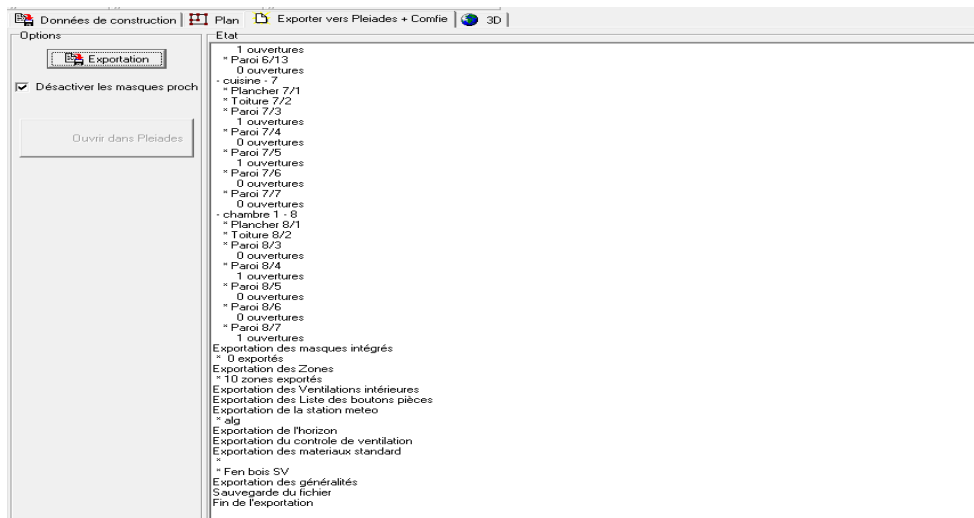 Données de construction Plan Exporter vers Pleiades + Comfie 3D
Options
Exportation
Désactiver les masques proch
Ouvrir dans Pleiades
Etat
1 ouvertures
* Paroi 6/13
0 ouvertures
- cuisine - 7
* Plancher 7/1
* Toiture 7/2
* Paroi 7/3
1 ouvertures
* Paroi 7/4
0 ouvertures
* Paroi 7/5
1 ouvertures
* Paroi 7/6
0 ouvertures
* Paroi 7/7
0 ouvertures
- chambre 1 - 8
* Plancher 8/1
* Toiture 8/2
* Paroi 8/3
0 ouvertures
* Paroi 8/4
1 ouvertures
* Paroi 8/5
0 ouvertures
* Paroi 8/6
0 ouvertures
* Paroi 8/7
1 ouvertures
Exportation des masques intégrés
* 0 exportés
Exportation des Zones
* 10 zones exportés
Exportation des Ventilations intérieures
Exportation des Liste des boutons pièces
Exportation de la station meteo
* alg
Exportation de l'horizon
Exportation du controle de ventilation
Exportation des materiaux standard
*
* Fen bois SV
Exportation des généralités
Sauvegarde du fichier
Fin de l'exportation